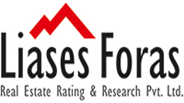 Liases Foras
Real Estate Rating & Research Pvt. Ltd.